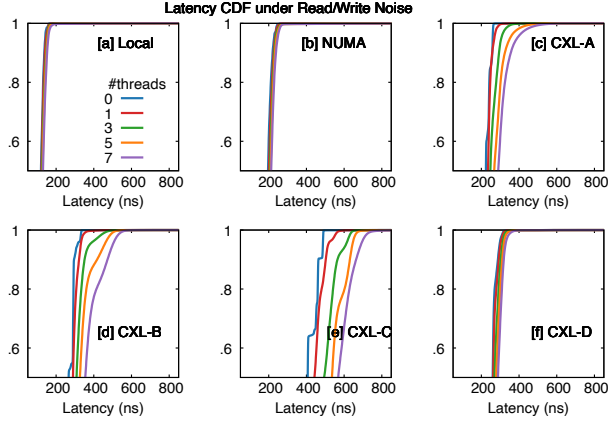 Latency CDF under Read/Write Noise
1
.8
.6
200 400 600 800
Latency (ns)
[a] Local
#threads
0
1
3
5
7
1
.8
.6
200 400 600 800
Latency (ns)
[b] NUMA
1
.8
.6
200 400 600 800
Latency (ns)
[c] CXL-A
1
.8
.6
200 400 600 800
Latency (ns)
[d] CXL-B
1
.8
.6
200 400 600 800
Latency (ns)
[e] CXL-C
1
.8
.6
200 400 600 800
Latency (ns)
[f] CXL-D